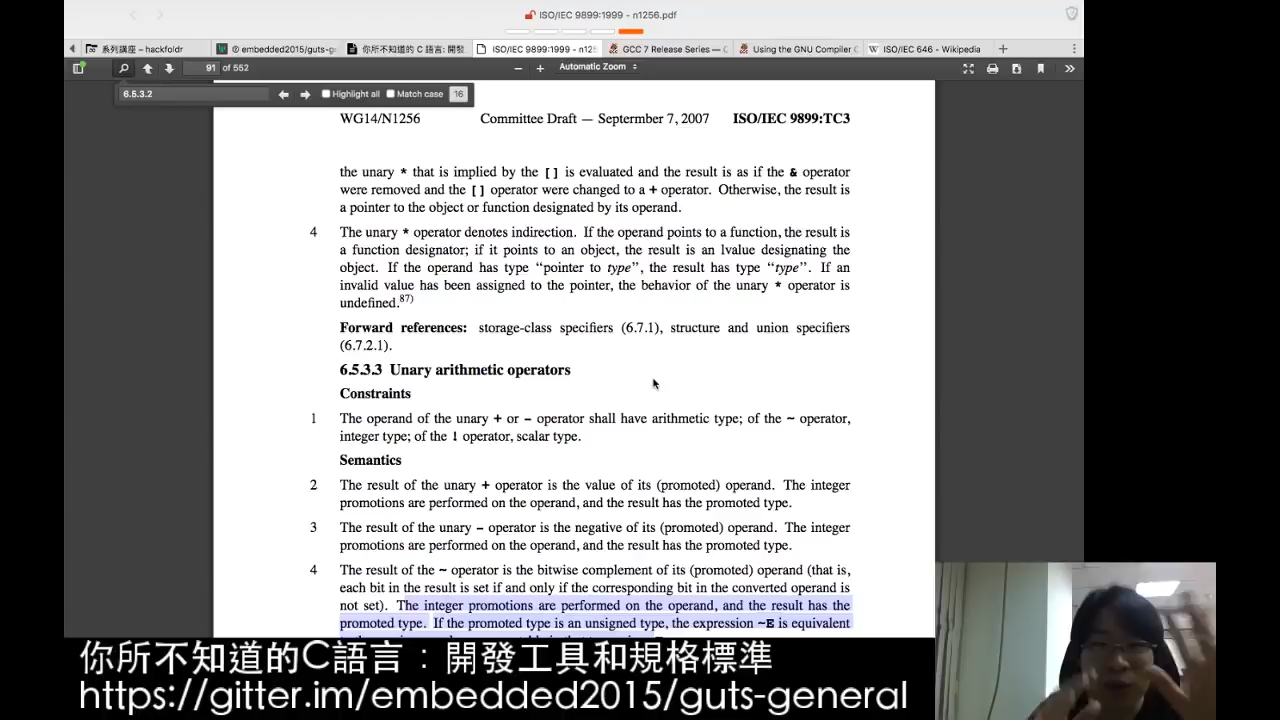 ISO/IEC 9899:1999 - n1256.pdf
系列講座 – hackfoldr
@ embedded2015/guts-g
你所不知道的 C 語言: 開發
ISO/IEC 9899:1999 - n125
GCC 7 Release Series —
Using the GNU Compiler C
ISO/IEC 646 - Wikipedia
91 of 552
Automatic Zoom
6.5.3.2
Highlight all
Match case
16
WG14/N1256 Committee Draft — Septermber 7, 2007 ISO/IEC 9899:TC3
the unary * that is implied by the [] is evaluated and the result is as if the & operator
were removed and the [] operator were changed to a + operator. Otherwise, the result is
a pointer to the object or function designated by its operand.
4 The unary * operator denotes indirection. If the operand points to a function, the result is
a function designator; if it points to an object, the result is an lvalue designating the
object. If the operand has type “pointer to type”, the result has type “type”. If an
invalid value has been assigned to the pointer, the behavior of the unary * operator is
undefined.87)
Forward references: storage-class specifiers (6.7.1), structure and union specifiers
(6.7.2.1).
6.5.3.3 Unary arithmetic operators
Constraints
1 The operand of the unary + or - operator shall have arithmetic type; of the ~ operator,
integer type; of the ! operator, scalar type.
Semantics
2 The result of the unary + operator is the value of its (promoted) operand. The integer
promotions are performed on the operand, and the result has the promoted type.
3 The result of the unary - operator is the negative of its (promoted) operand. The integer
promotions are performed on the operand, and the result has the promoted type.
4 The result of the ~ operator is the bitwise complement of its (promoted) operand (that is,
each bit in the result is set if and only if the corresponding bit in the converted operand is
not set). The integer promotions are performed on the operand, and the result has the
promoted type. If the promoted type is an unsigned type, the expression ~E is equivalent
你所不知道的C語言：開發工具和規格標準
https://gitter.im/embedded2015/guts-general